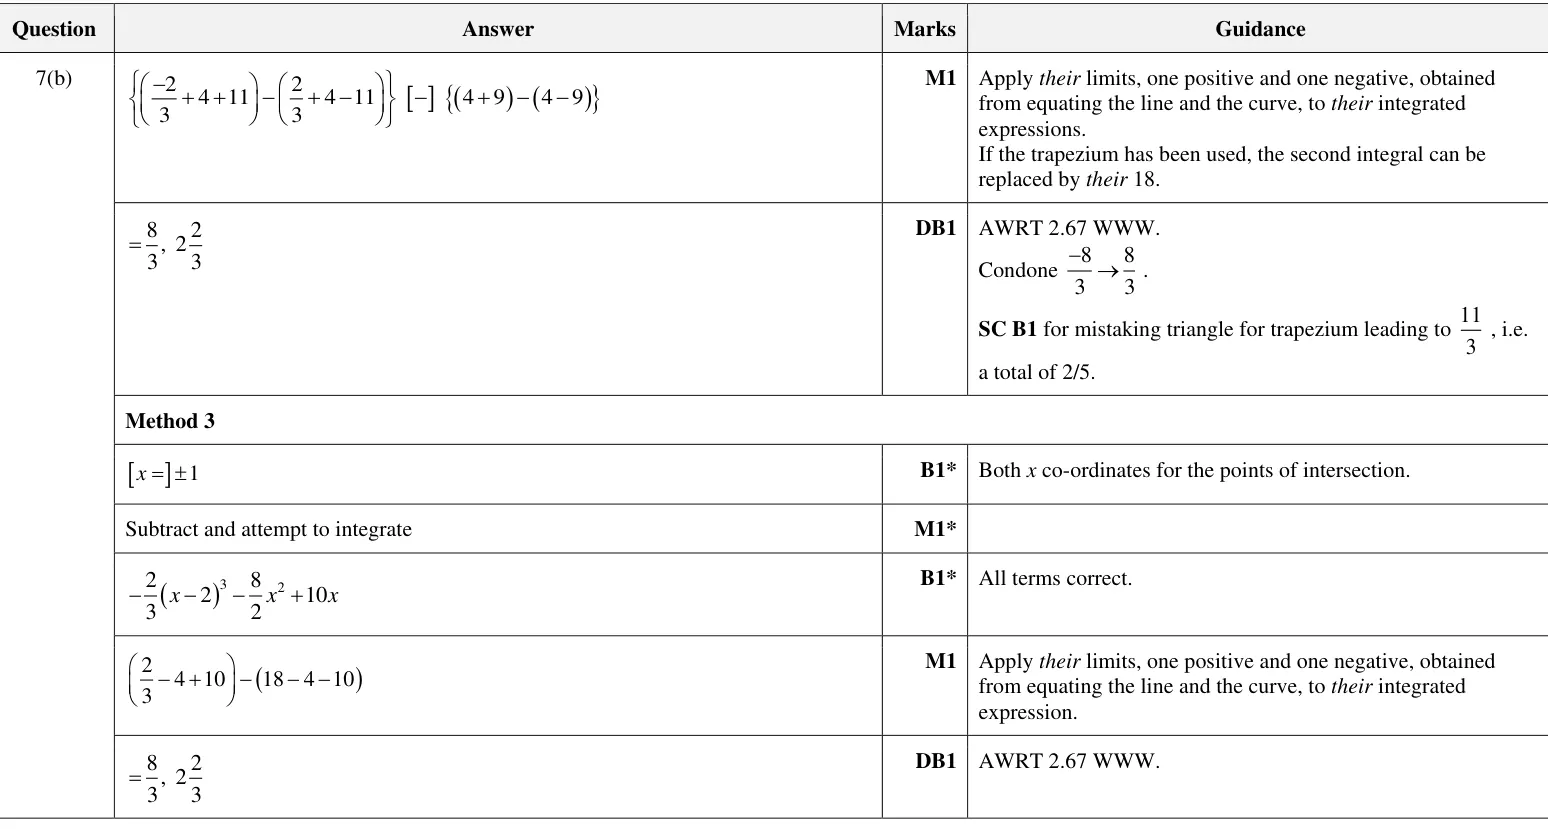 Question Answer Marks Guidance
7(b) {(−2/3 + 4 + 11) − (2/3 + 4 − 11)} [−] {(4 + 9) − (4 − 9)} M1 Apply their limits, one positive and one negative, obtained
from equating the line and the curve, to their integrated
expressions.
If the trapezium has been used, the second integral can be
replaced by their 18.
= 8/3, 2 2/3 DB1 AWRT 2.67 WWW.
Condone −8/3 → 8/3 .
SC B1 for mistaking triangle for trapezium leading to 11/3 , i.e.
a total of 2/5.
Method 3
[x =] ± 1 B1* Both x co-ordinates for the points of intersection.
Subtract and attempt to integrate M1*
− 2/3 (x − 2)³ − 8/2 x² + 10x B1* All terms correct.
(2/3 − 4 + 10) − (18 − 4 − 10) M1 Apply their limits, one positive and one negative, obtained
from equating the line and the curve, to their integrated
expression.
= 8/3, 2 2/3 DB1 AWRT 2.67 WWW.